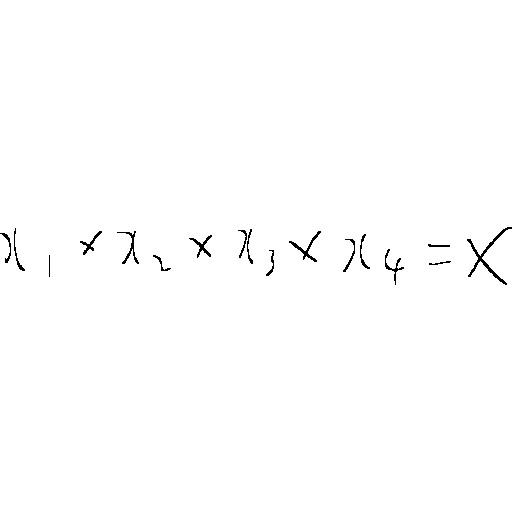 x₁ × x₂ × x₃ × x₄ = X